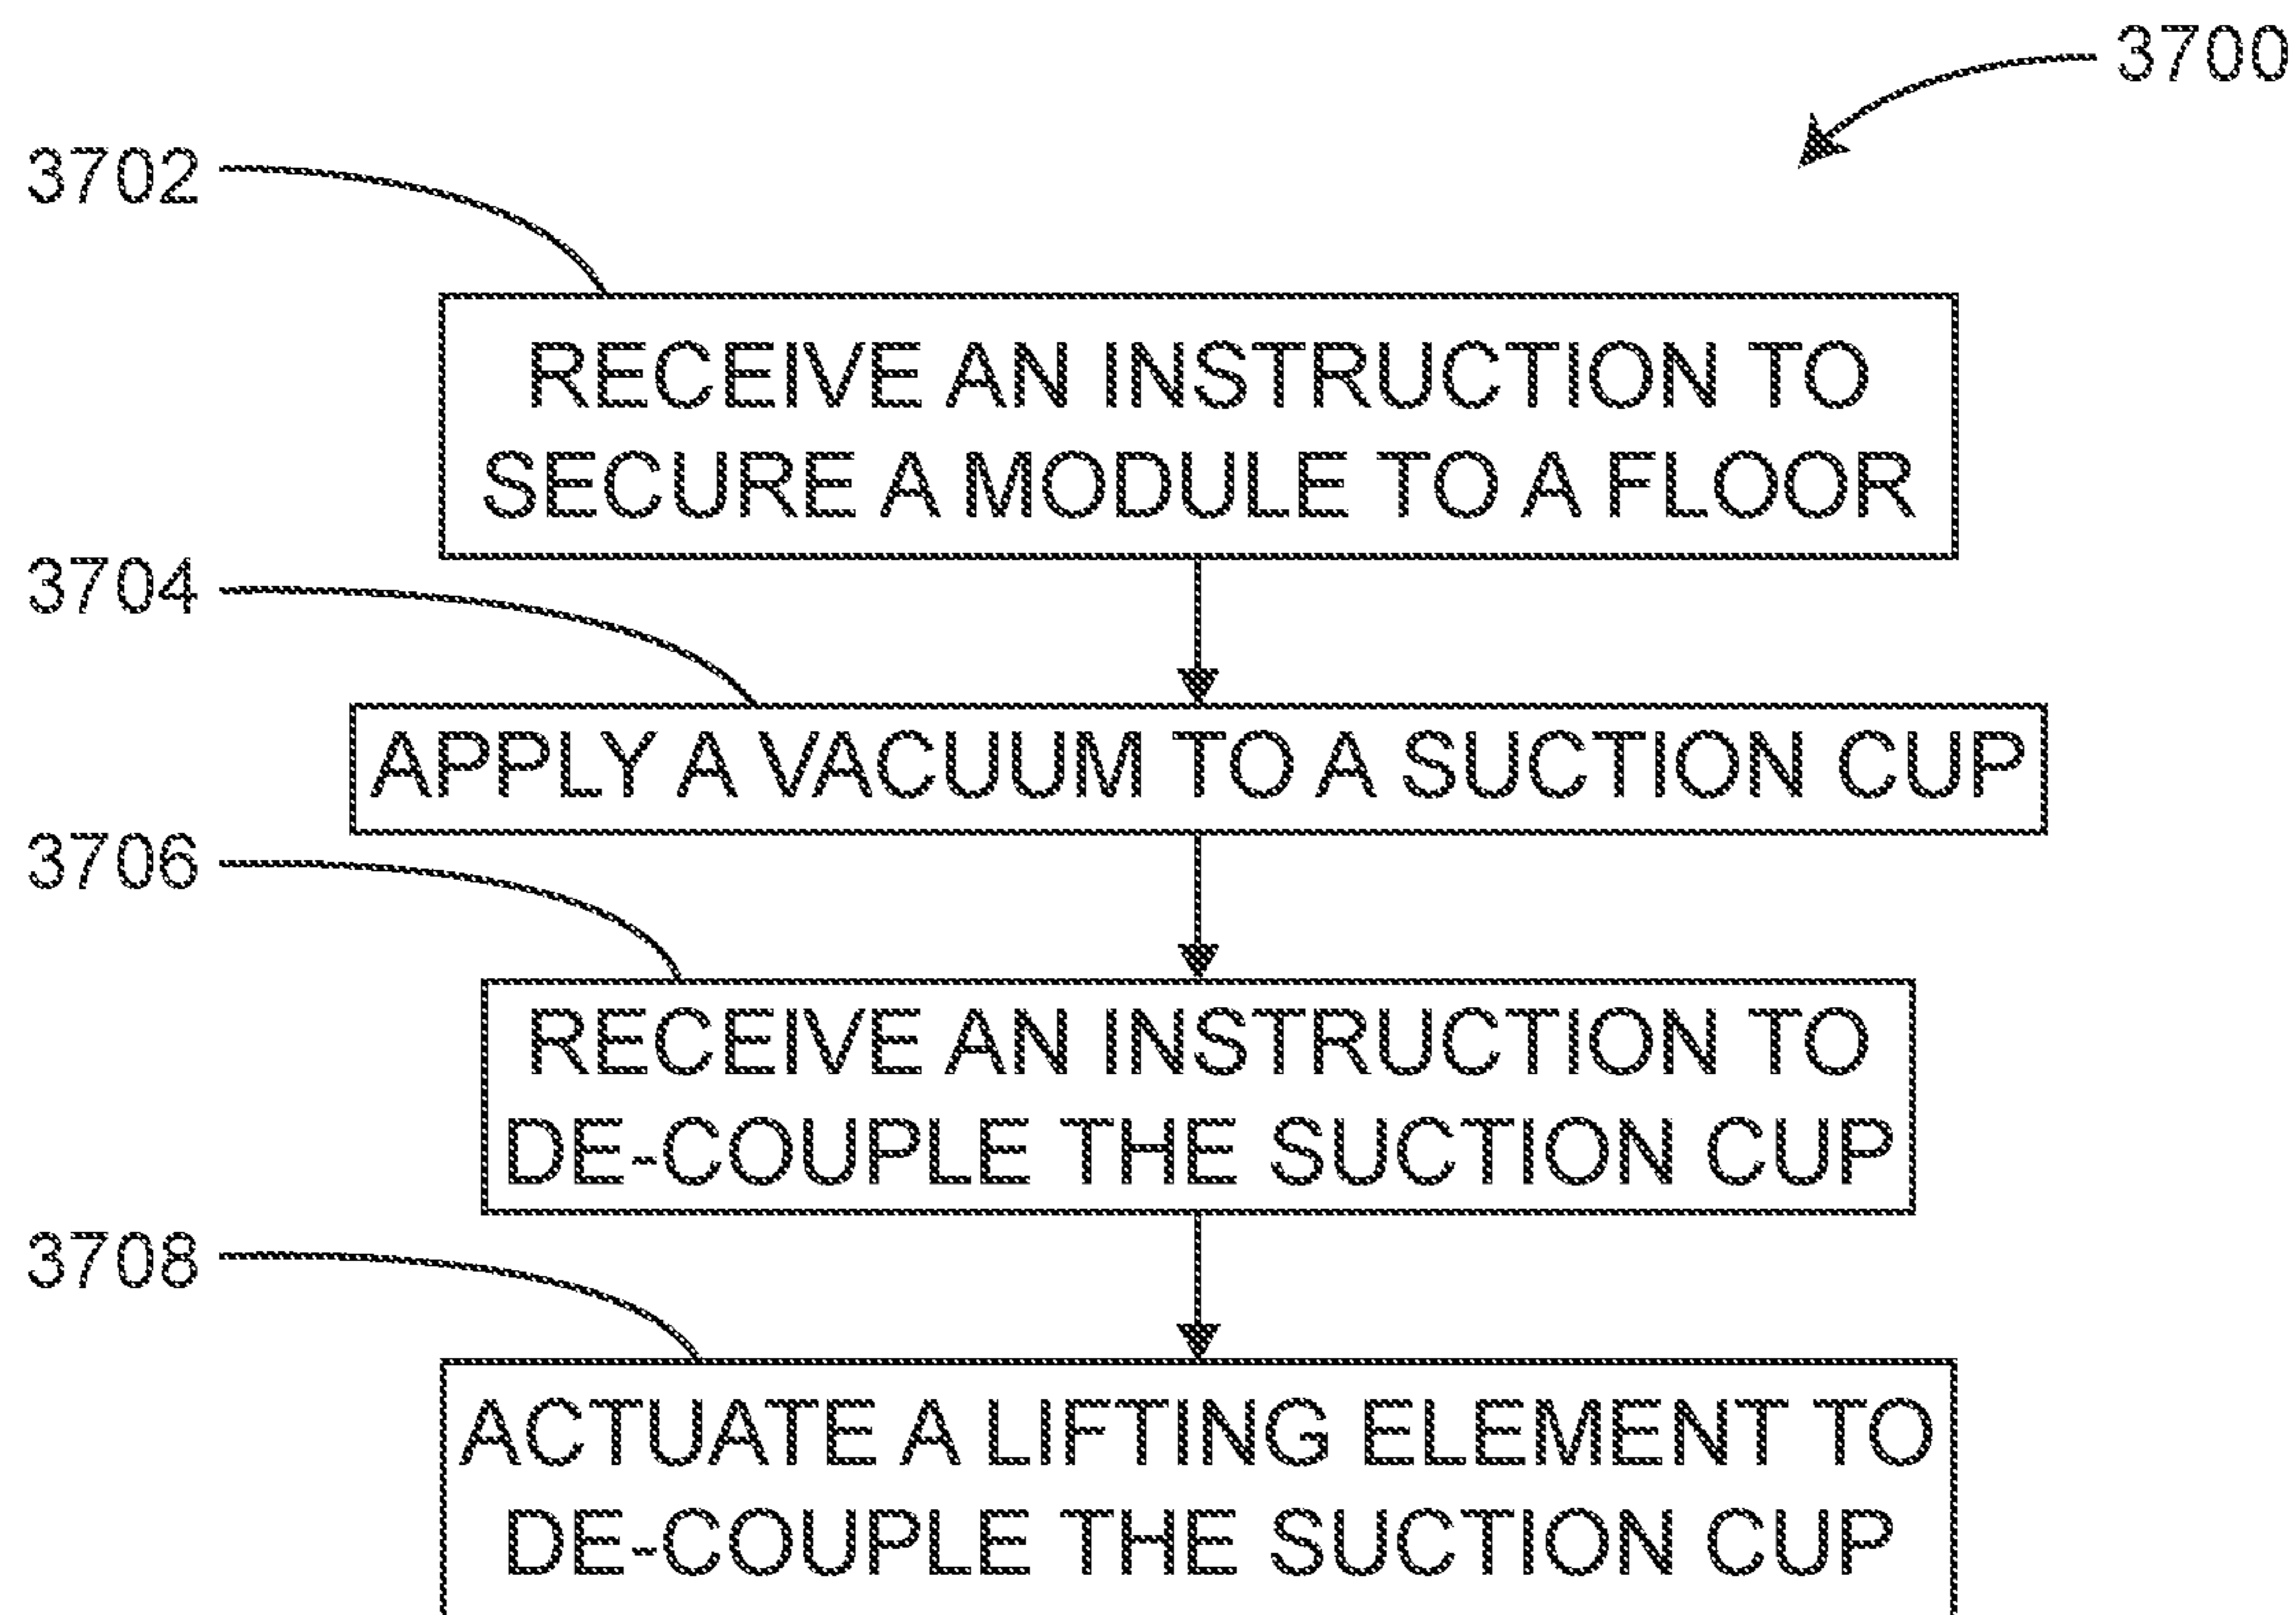 3700
3702
RECEIVE AN INSTRUCTION TO
SECURE A MODULE TO A FLOOR
3704
APPLY A VACUUM TO A SUCTION CUP
3706
RECEIVE AN INSTRUCTION TO
DE-COUPLE THE SUCTION CUP
3708
ACTUATE A LIFTING ELEMENT TO
DE-COUPLE THE SUCTION CUP